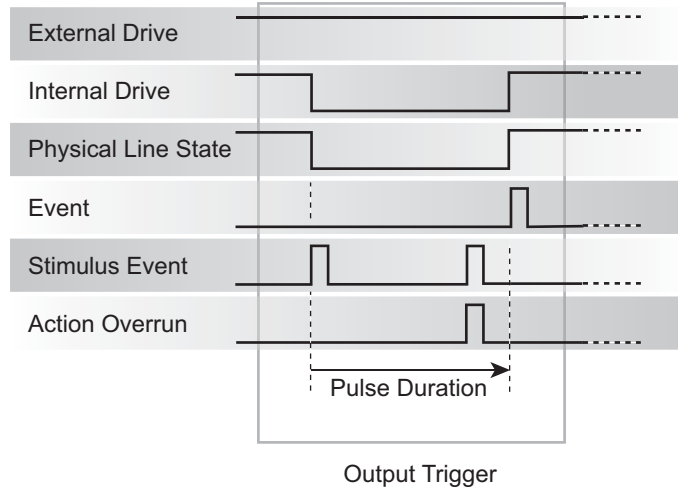 External Drive
Internal Drive
Physical Line State
Event
Stimulus Event
Action Overrun
Pulse Duration
Output Trigger